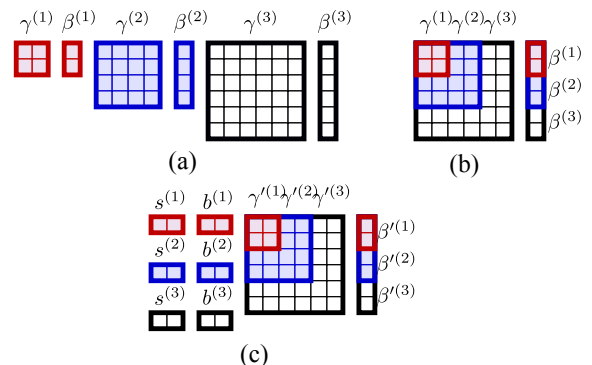 γ^(1) β^(1) γ^(2) β^(2) γ^(3) β^(3)
(a)
γ^(1) γ^(2) γ^(3)
β^(1)
β^(2)
β^(3)
(b)
s^(1) b^(1) γ′^(1) γ′^(2) γ′^(3)
β′^(1)
s^(2) b^(2)
β′^(2)
s^(3) b^(3)
β′^(3)
(c)